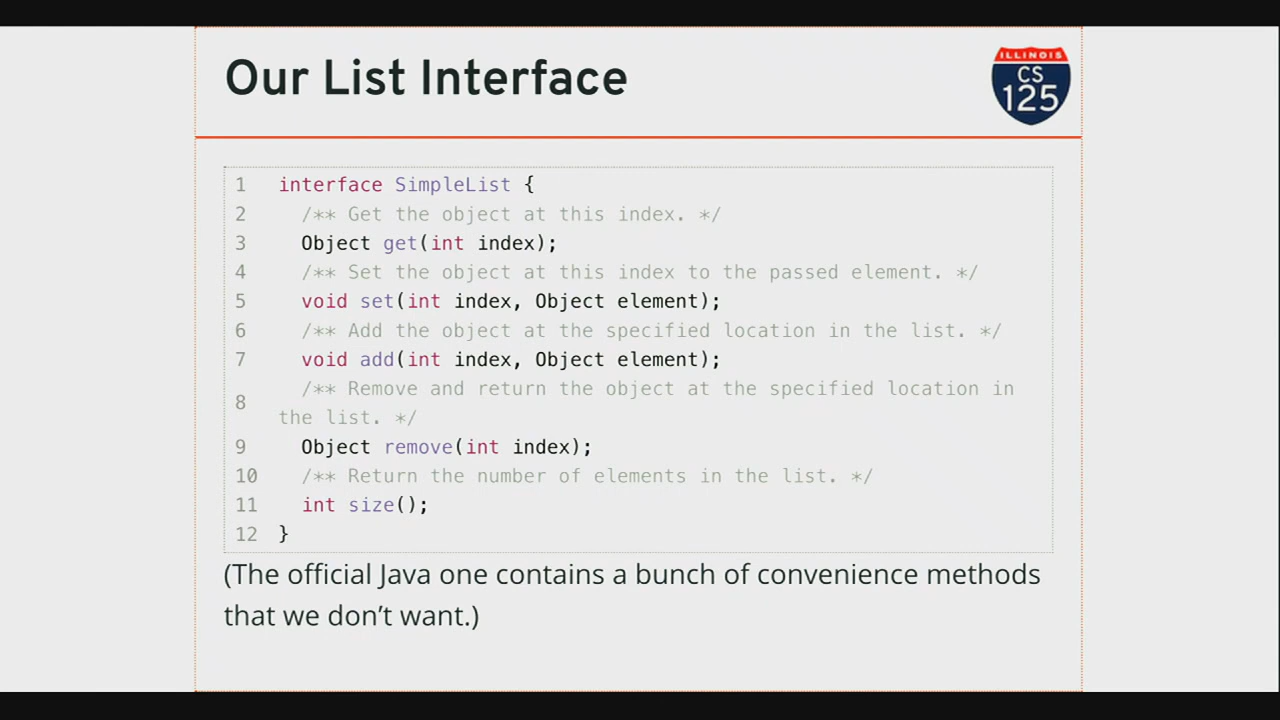 Our List Interface
ILLINOIS
CS
125
1 interface SimpleList {
2 /** Get the object at this index. */
3 Object get(int index);
4 /** Set the object at this index to the passed element. */
5 void set(int index, Object element);
6 /** Add the object at the specified location in the list. */
7 void add(int index, Object element);
8 /** Remove and return the object at the specified location in
the list. */
9 Object remove(int index);
10 /** Return the number of elements in the list. */
11 int size();
12 }
(The official Java one contains a bunch of convenience methods
that we don’t want.)